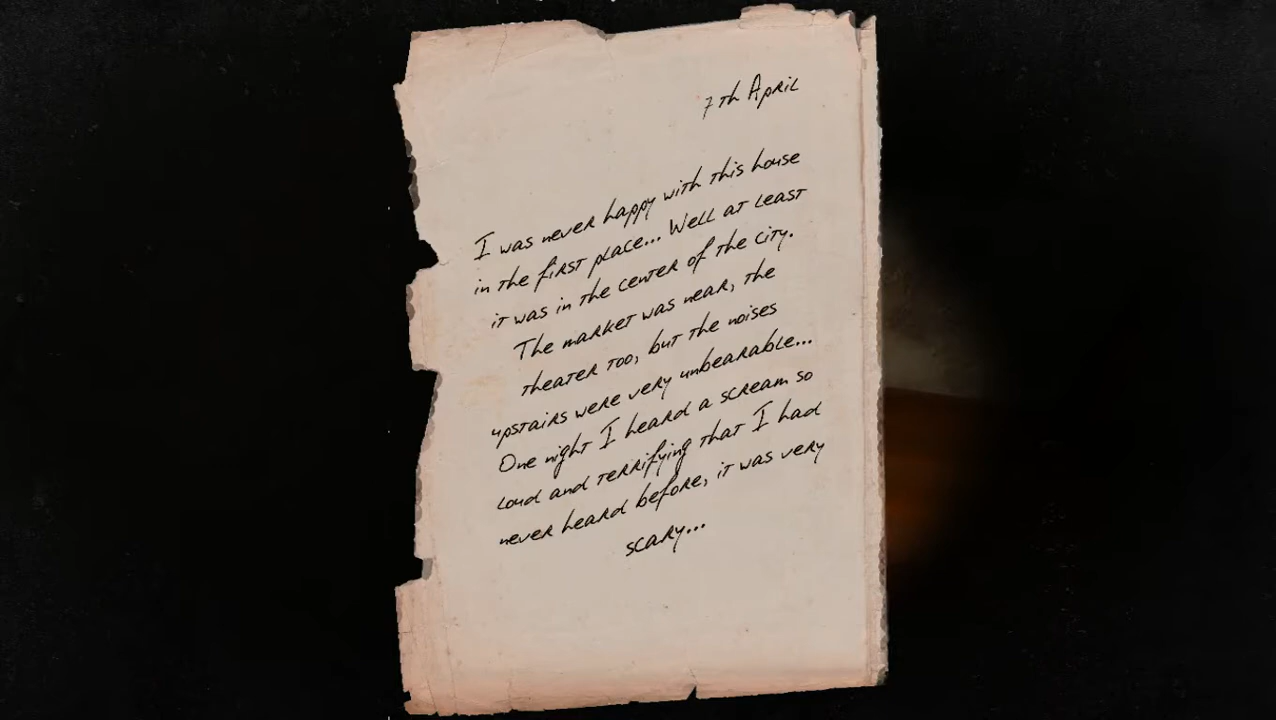 7th April
I was never happy with this house
in the first place... Well at least
it was in the center of the city.
The market was near, the
theater too, but the noises
upstairs were very unbearable...
One night I heard a scream so
loud and terrifying that I had
never heard before, it was very
scary...